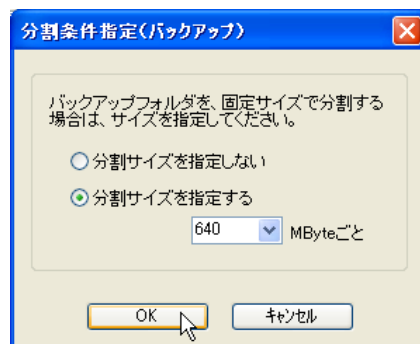 分割条件指定(バックアップ)
バックアップフォルダを、固定サイズで分割する
場合は、サイズを指定してください。
分割サイズを指定しない
分割サイズを指定する
640 MByteごと
OK キャンセル